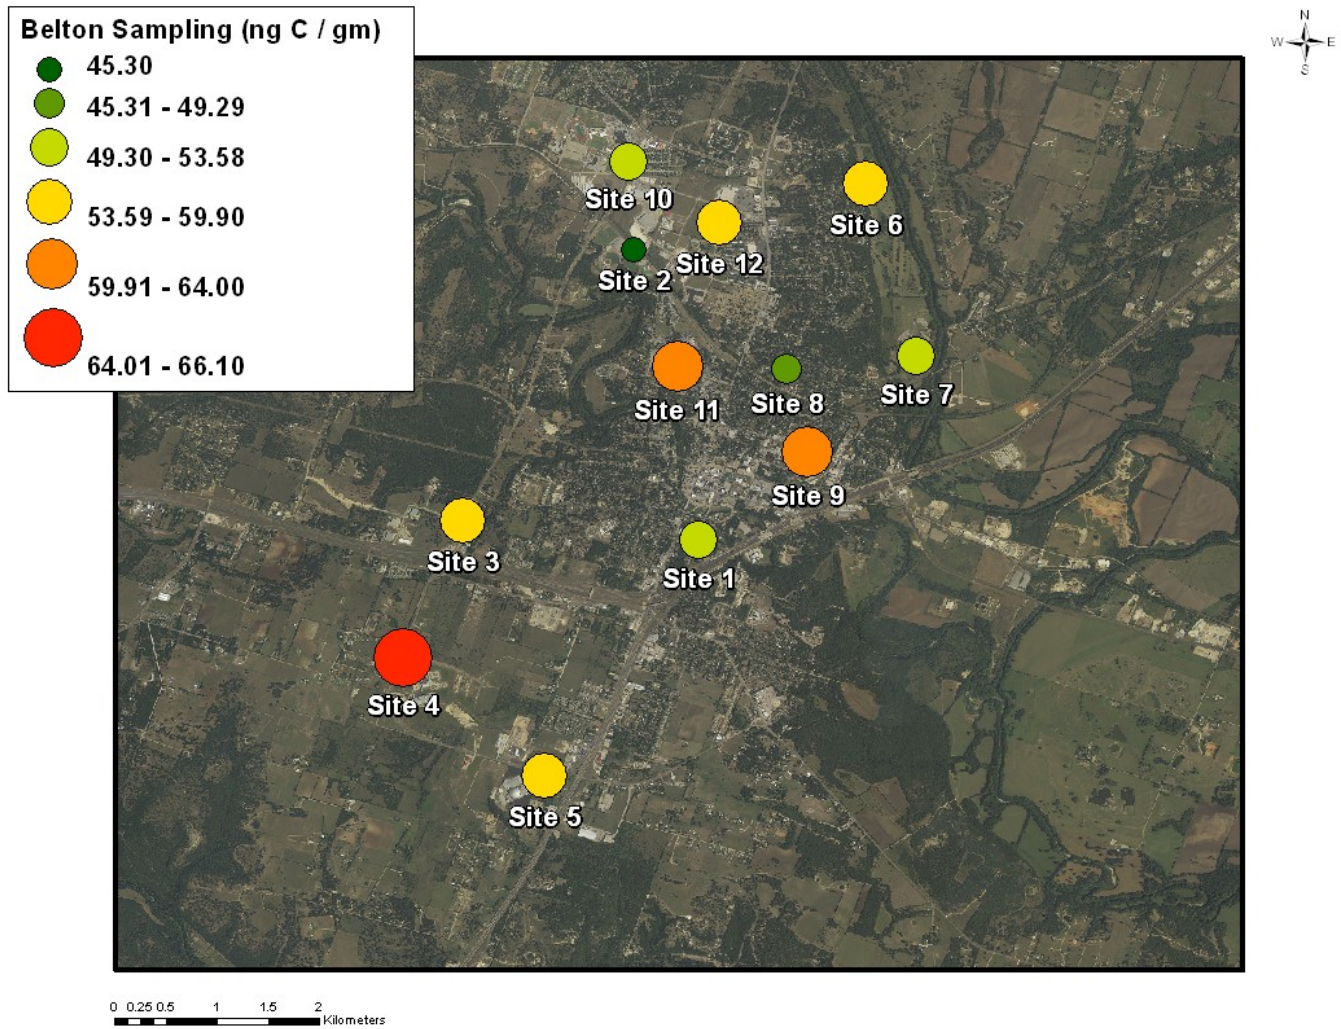 Belton Sampling (ng C / gm)
45.30
45.31 - 49.29
49.30 - 53.58
53.59 - 59.90
59.91 - 64.00
64.01 - 66.10
N
W E
S
Site 10
Site 6
Site 12
Site 2
Site 11
Site 8
Site 7
Site 9
Site 3
Site 1
Site 4
Site 5
0 0.25 0.5 1 1.5 2
Kilometers